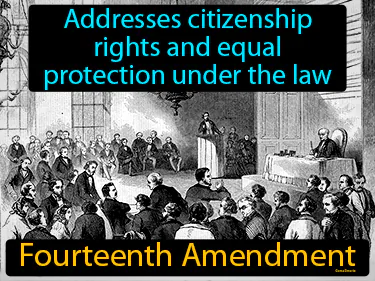 Addresses citizenship
rights and equal
protection under the law
Fourteenth Amendment